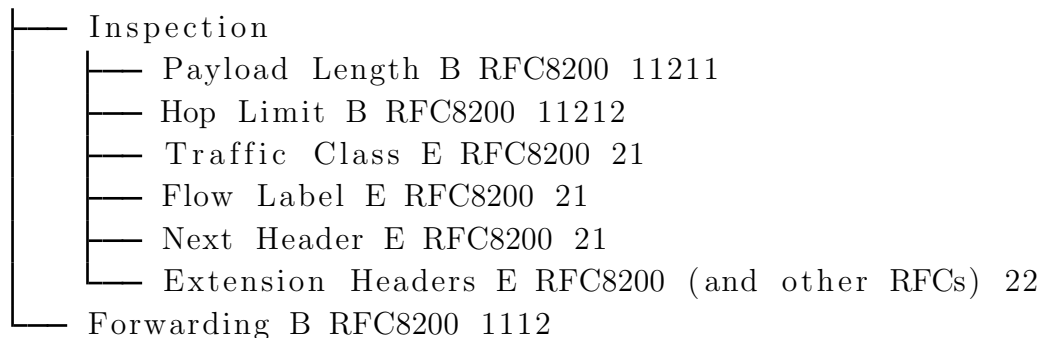 Inspection
Payload Length B RFC8200 11211
Hop Limit B RFC8200 11212
Traffic Class E RFC8200 21
Flow Label E RFC8200 21
Next Header E RFC8200 21
Extension Headers E RFC8200 (and other RFCs) 22
Forwarding B RFC8200 1112